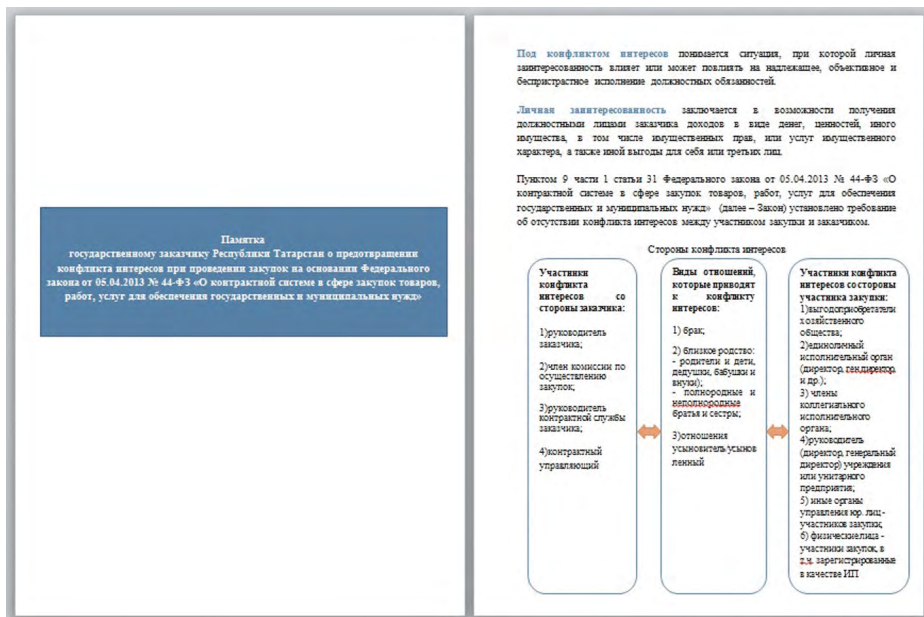 Памятка
государственному заказчику Республики Татарстан о предотвращении
конфликта интересов при проведении закупок на основании Федерального
закона от 05.04.2013 № 44-ФЗ «О контрактной системе в сфере закупок товаров,
работ, услуг для обеспечения государственных и муниципальных нужд»
Под конфликтом интересов понимается ситуация, при которой личная
заинтересованность влияет или может повлиять на надлежащее, объективное и
беспристрастное исполнение должностных обязанностей.
Личная заинтересованность заключается в возможности получения
должностными лицами заказчика доходов в виде денег, ценностей, иного
имущества, в том числе имущественных прав, или услуг имущественного
характера, а также иной выгоды для себя или третьих лиц.
Пунктом 9 части 1 статьи 31 Федерального закона от 05.04.2013 № 44-ФЗ «О
контрактной системе в сфере закупок товаров, работ, услуг для обеспечения
государственных и муниципальных нужд» (далее – Закон) установлено требование
об отсутствии конфликта интересов между участником закупки и заказчиком.
Стороны конфликта интересов
Участники
конфликта
интересов со
стороны заказчика:
1)руководитель
заказчика;
2)член комиссии по
осуществлению
закупок;
3)руководитель
контрактной службы
заказчика;
4)контрактный
управляющий
Виды отношений,
которые приводят
к конфликту
интересов:
1) брак;
2) близкое родство:
- родители и дети,
дедушки, бабушки и
внуки);
- полнородные и
неполнородные
братья и сестры;
3)отношения
усыновитель/усынов
ленный
Участники конфликта
интересов со стороны
участника закупки:
1)выгодоприобретатели
хозяйственного
общества;
2)единоличный
исполнительный орган
(директор, ген.директор
и др.);
3) члены
коллегиального
исполнительного
органа;
4)руководитель
(директор, генеральный
директор) учреждения
или унитарного
предприятия;
5) иные органы
управления юр. лиц -
участников закупки;
6) физические лица -
участники закупок, в
т.ч. зарегистрированные
в качестве ИП